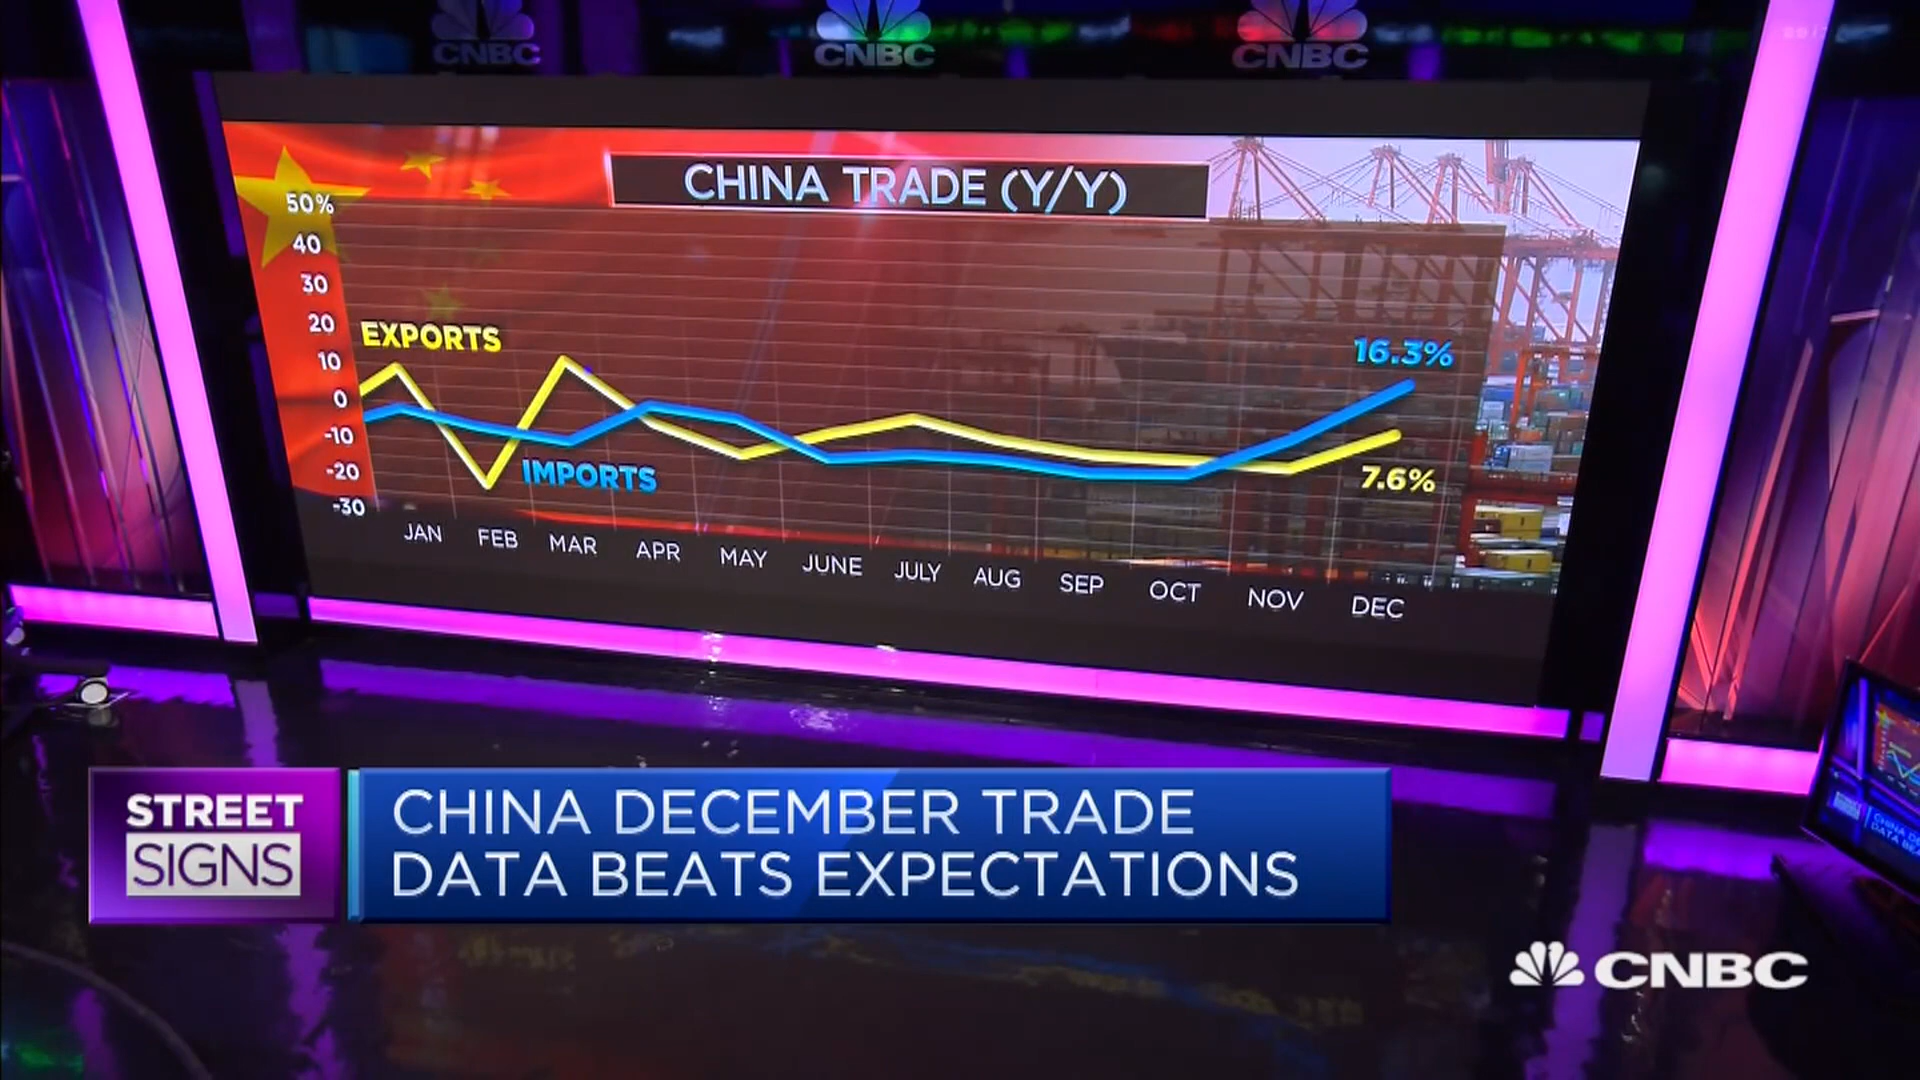 CNBC
CNBC
CNBC
CHINA TRADE (Y/Y)
50%
40
30
20
10
0
-10
-20
-30
EXPORTS
IMPORTS
16.3%
7.6%
JAN
FEB
MAR
APR
MAY
JUNE
JULY
AUG
SEP
OCT
NOV
DEC
STREET
SIGNS
CHINA DECEMBER TRADE
DATA BEATS EXPECTATIONS
CNBC